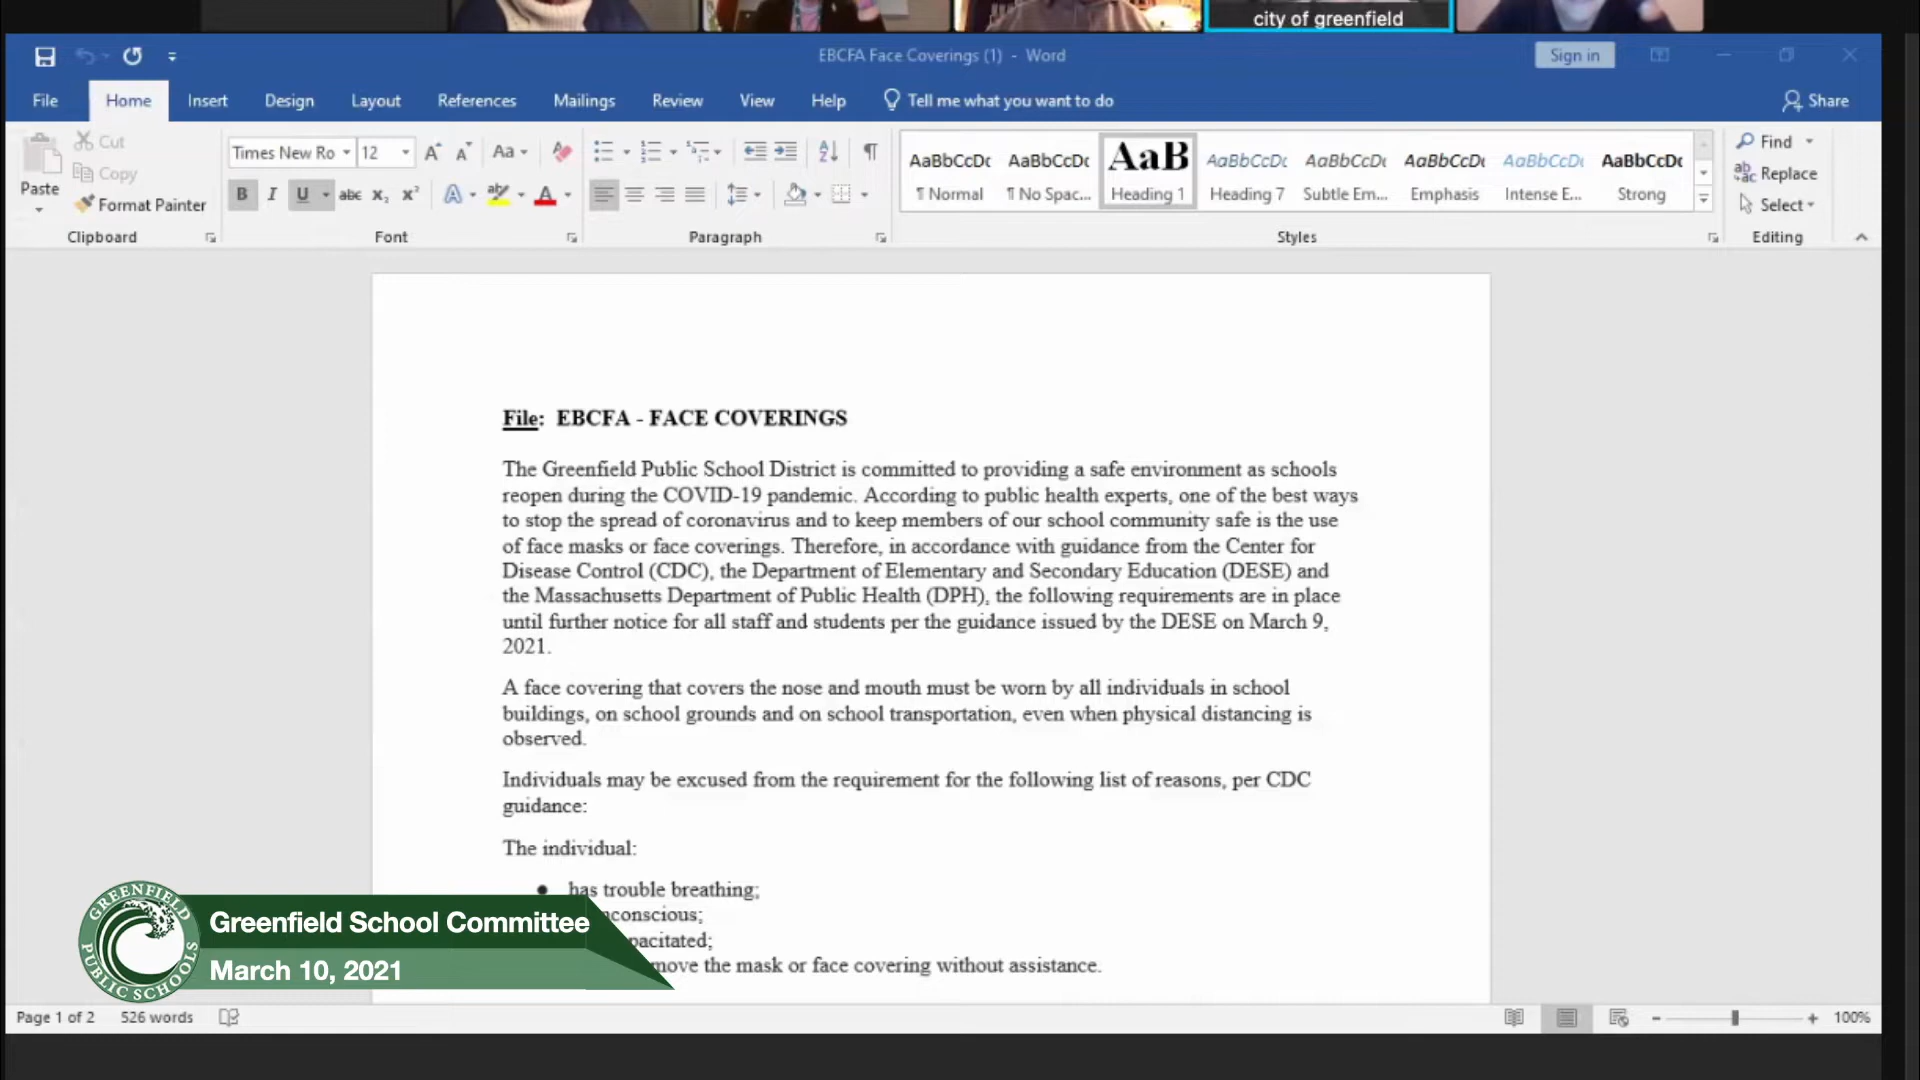 city of greenfield
EBCFA Face Coverings (1) - Word
Sign in
File Home Insert Design Layout References Mailings Review View Help Tell me what you want to do Share
Paste
Cut
Copy
Format Painter
Clipboard
Times New Ro 12
Aa
B I U abc x₂ x²
Font
Paragraph
AaBbCcDc AaBbCcDc AaB AaBbCcDc AaBbCcDc AaBbCcDc AaBbCcDc AaBbCcDc
¶ Normal ¶ No Spac... Heading 1 Heading 7 Subtle Em... Emphasis Intense E... Strong
Styles
Find
Replace
Select
Editing
File: EBCFA - FACE COVERINGS
The Greenfield Public School District is committed to providing a safe environment as schools
reopen during the COVID-19 pandemic. According to public health experts, one of the best ways
to stop the spread of coronavirus and to keep members of our school community safe is the use
of face masks or face coverings. Therefore, in accordance with guidance from the Center for
Disease Control (CDC), the Department of Elementary and Secondary Education (DESE) and
the Massachusetts Department of Public Health (DPH), the following requirements are in place
until further notice for all staff and students per the guidance issued by the DESE on March 9,
2021.
A face covering that covers the nose and mouth must be worn by all individuals in school
buildings, on school grounds and on school transportation, even when physical distancing is
observed.
Individuals may be excused from the requirement for the following list of reasons, per CDC
guidance:
The individual:
● has trouble breathing;
nconscious;
pacitated;
move the mask or face covering without assistance.
GREENFIELD PUBLIC SCHOOLS
Greenfield School Committee
March 10, 2021
Page 1 of 2 526 words
100%